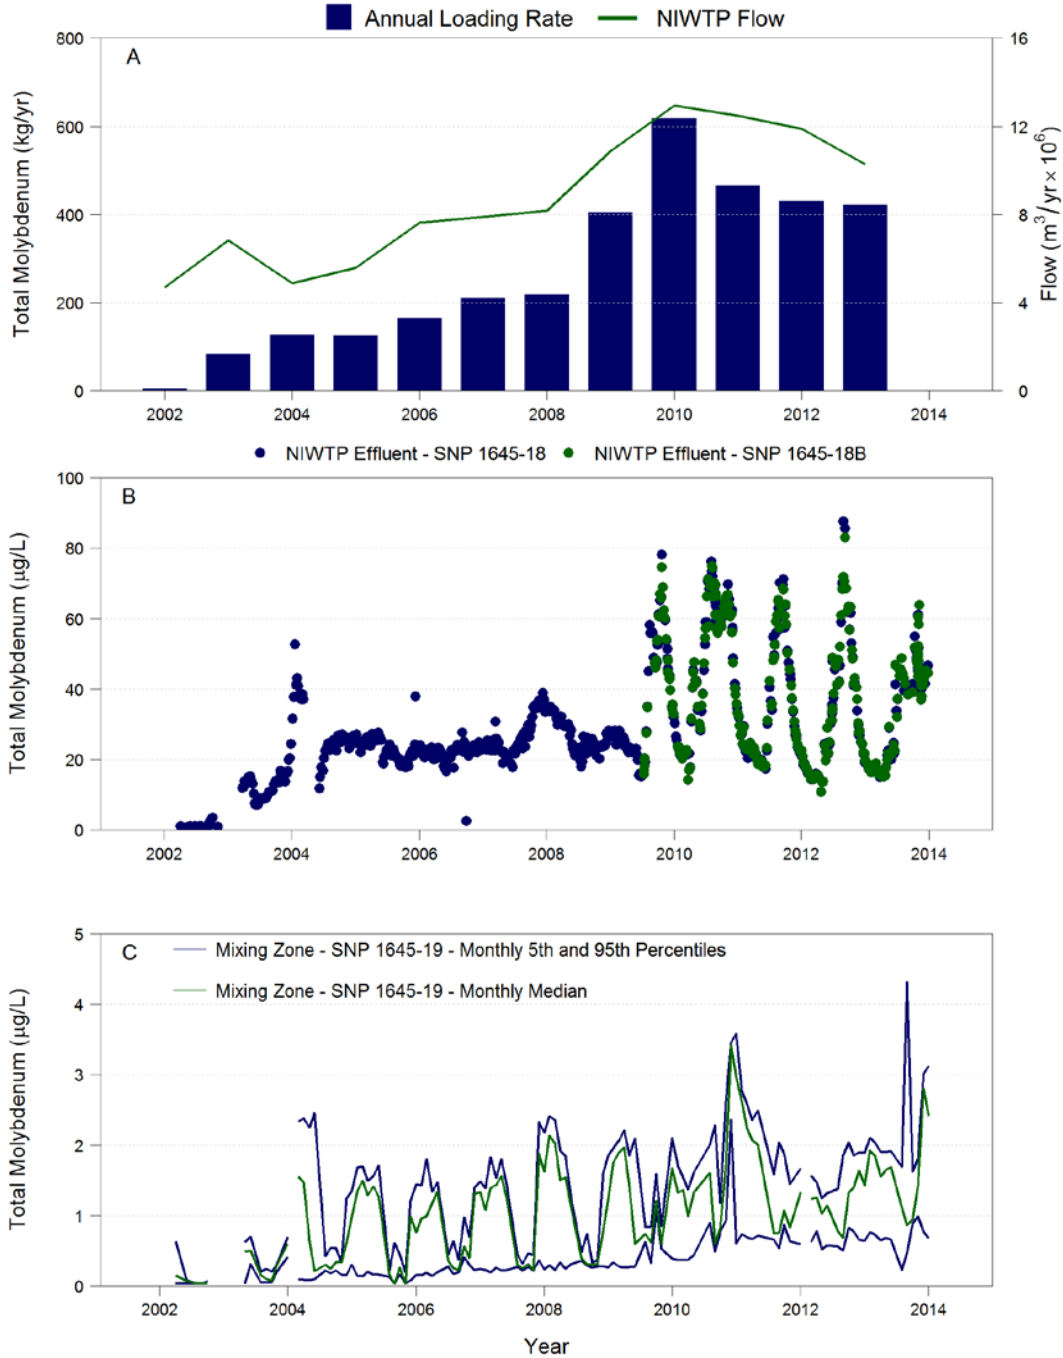 Annual Loading Rate NIWTP Flow
A
Total Molybdenum (kg/yr)
800
600
400
200
0
16
12
8
4
0
Flow (m³/yr × 10⁶)
2002 2004 2006 2008 2010 2012 2014
NIWTP Effluent - SNP 1645-18 NIWTP Effluent - SNP 1645-18B
B
Total Molybdenum (µg/L)
100
80
60
40
20
0
2002 2004 2006 2008 2010 2012 2014
C
Mixing Zone - SNP 1645-19 - Monthly 5th and 95th Percentiles
Mixing Zone - SNP 1645-19 - Monthly Median
Total Molybdenum (µg/L)
5
4
3
2
1
0
2002 2004 2006 2008 2010 2012 2014
Year